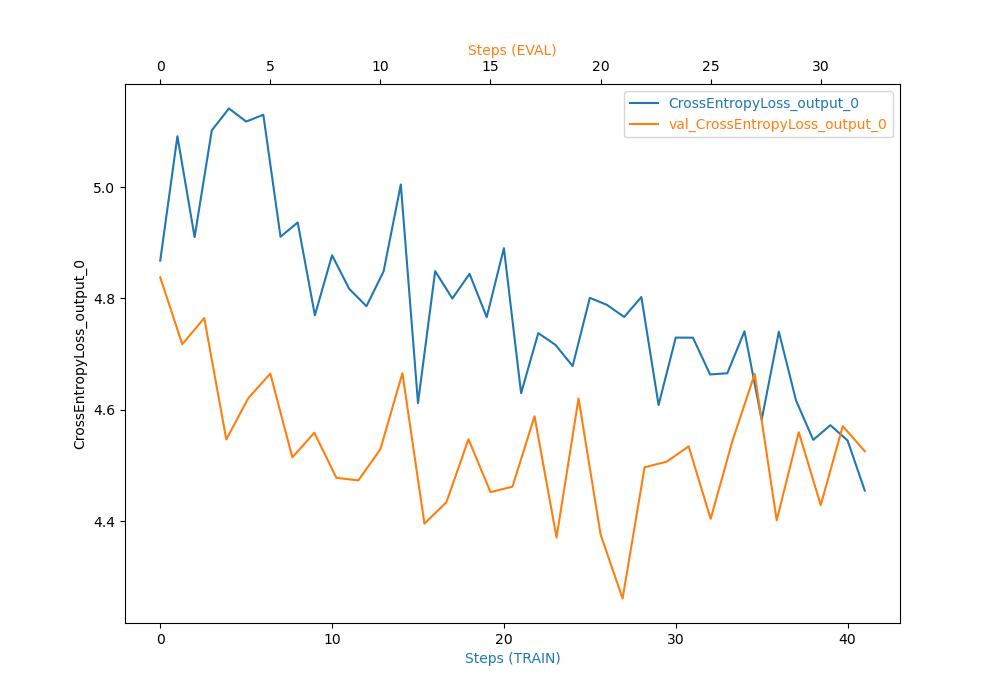 Steps (EVAL)
0 5 10 15 20 25 30
CrossEntropyLoss_output_0
val_CrossEntropyLoss_output_0
CrossEntropyLoss_output_0
5.0
4.8
4.6
4.4
0 10 20 30 40
Steps (TRAIN)